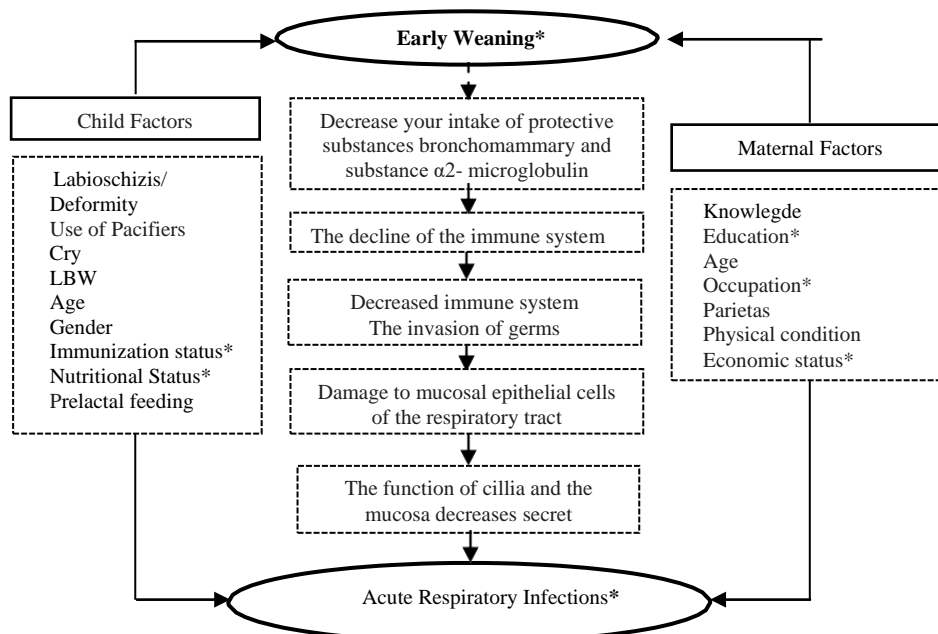 Early Weaning*
Child Factors
Labioschizis/
Deformity
Use of Pacifiers
Cry
LBW
Age
Gender
Immunization status*
Nutritional Status*
Prelactal feeding
Decrease your intake of protective
substances bronchomammary and
substance α2- microglobulin
The decline of the immune system
Decreased immune system
The invasion of germs
Damage to mucosal epithelial cells
of the respiratory tract
The function of cillia and the
mucosa decreases secret
Maternal Factors
Knowlegde
Education*
Age
Occupation*
Parietas
Physical condition
Economic status*
Acute Respiratory Infections*